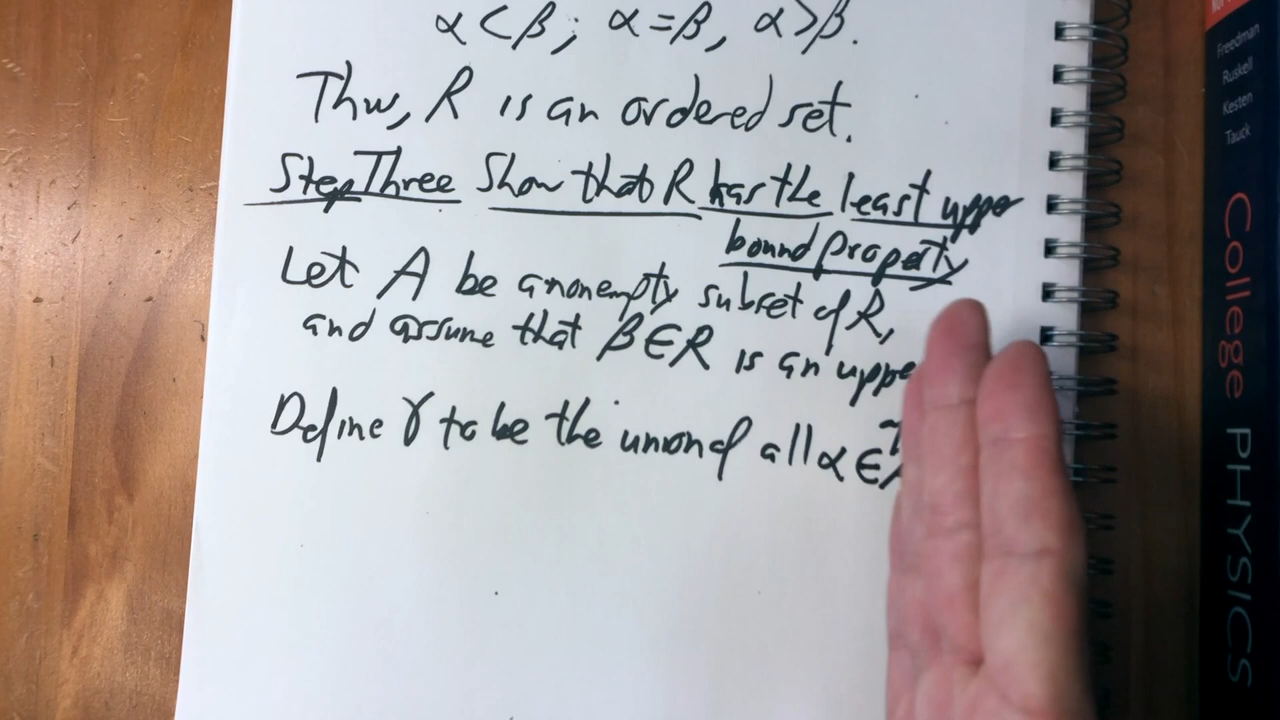 α < β; α = β, α > β.
Thus, R is an ordered set.
Step Three Show that R has the least upper
bound property
Let A be a nonempty subset of R,
and assume that β ∈ R is an uppe
Define γ to be the union of all α ∈
Freedman
Ruskell
Kesten
Tauck
College PHYSICS